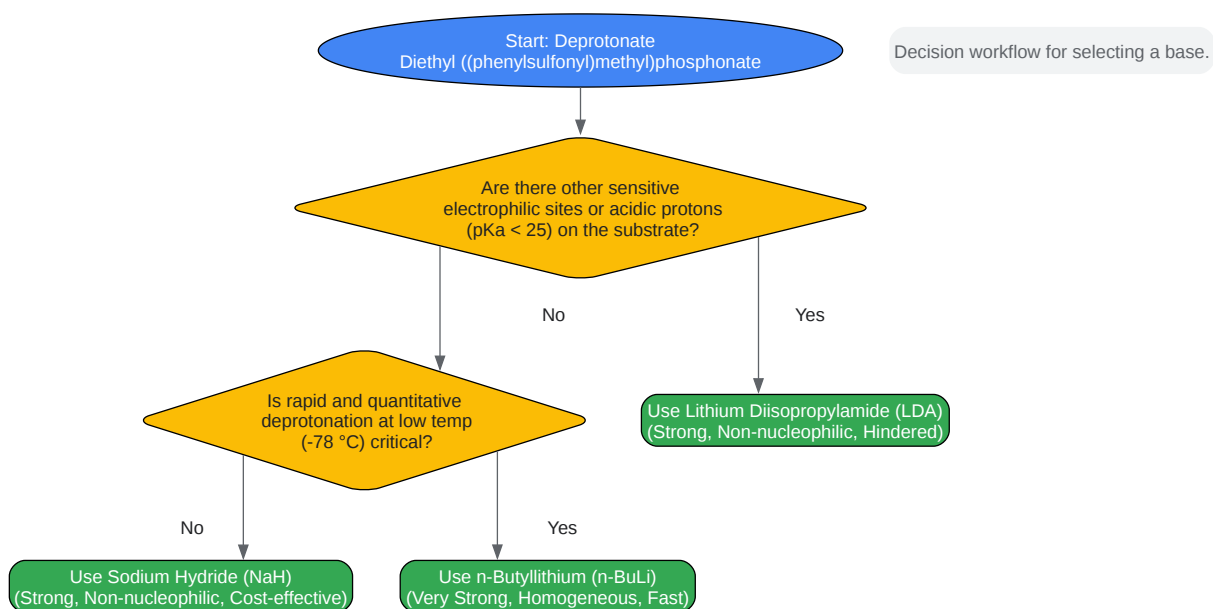 Start: Deprotonate
Diethyl ((phenylsulfonyl)methyl)phosphonate
Decision workflow for selecting a base.
Are there other sensitive
electrophilic sites or acidic protons
(pKa < 25) on the substrate?
No
Yes
Is rapid and quantitative
deprotonation at low temp
(-78 °C) critical?
Use Lithium Diisopropylamide (LDA)
(Strong, Non-nucleophilic, Hindered)
No
Yes
Use Sodium Hydride (NaH)
(Strong, Non-nucleophilic, Cost-effective)
Use n-Butyllithium (n-BuLi)
(Very Strong, Homogeneous, Fast)